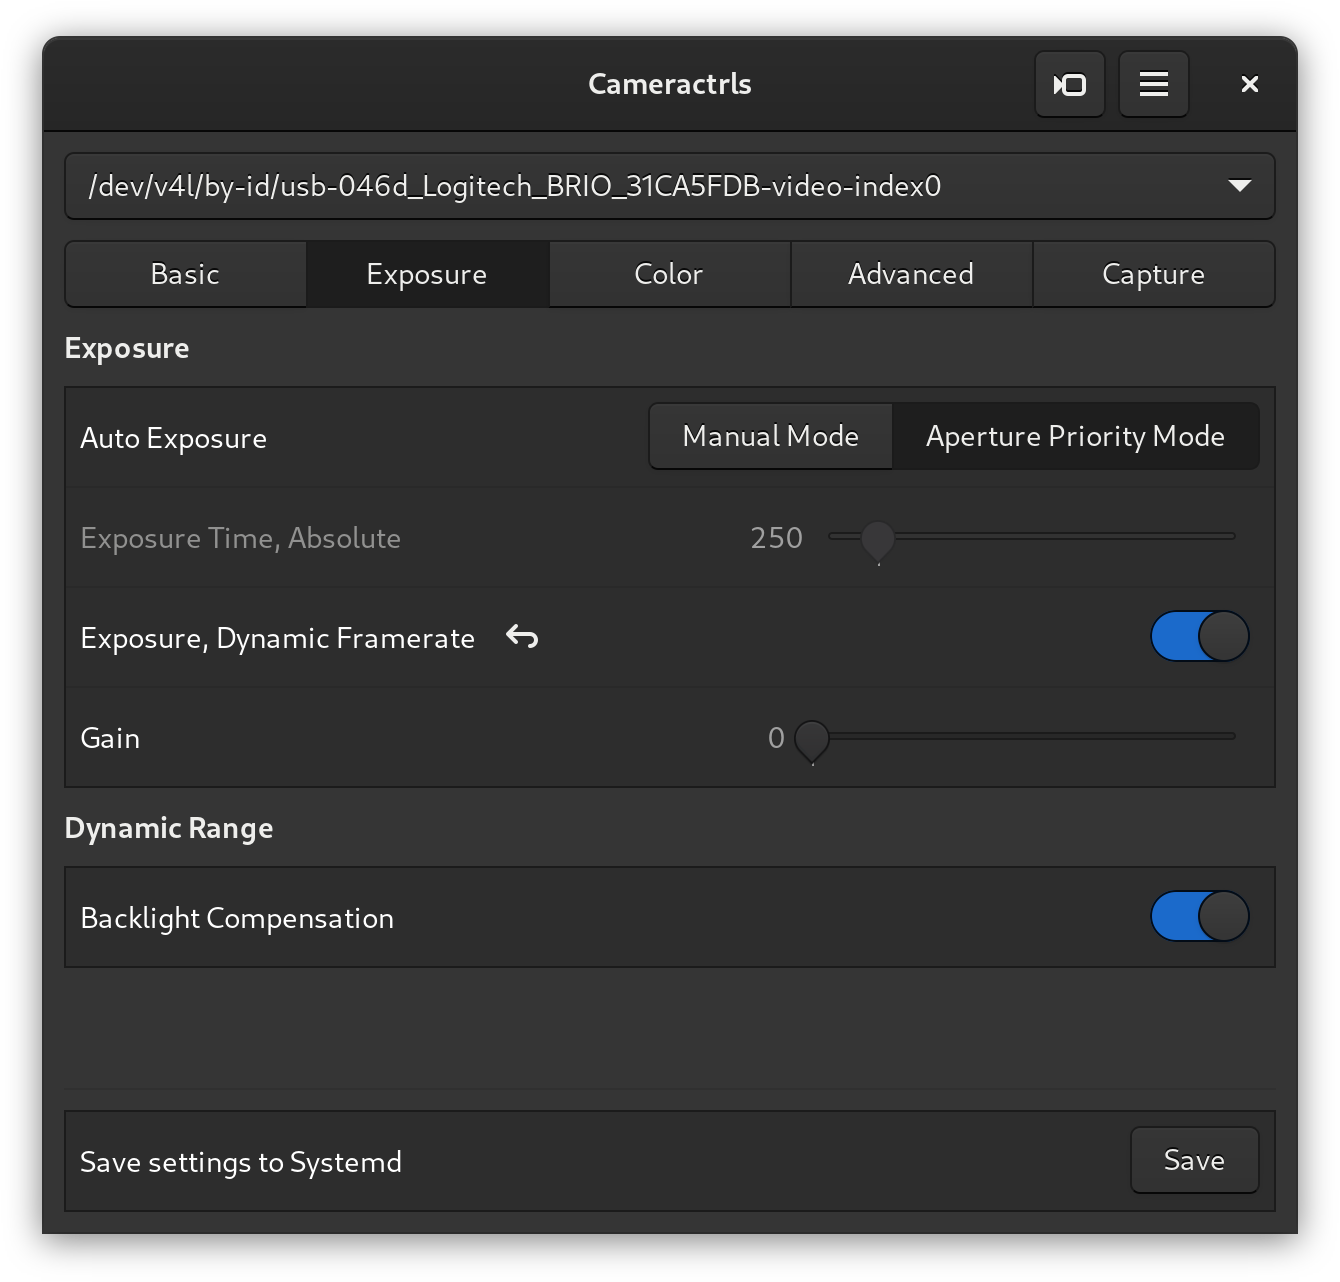 Cameractrls
/dev/v4l/by-id/usb-046d_Logitech_BRIO_31CA5FDB-video-index0
Basic Exposure Color Advanced Capture
Exposure
Auto Exposure Manual Mode Aperture Priority Mode
Exposure Time, Absolute 250
Exposure, Dynamic Framerate
Gain 0
Dynamic Range
Backlight Compensation
Save settings to Systemd Save